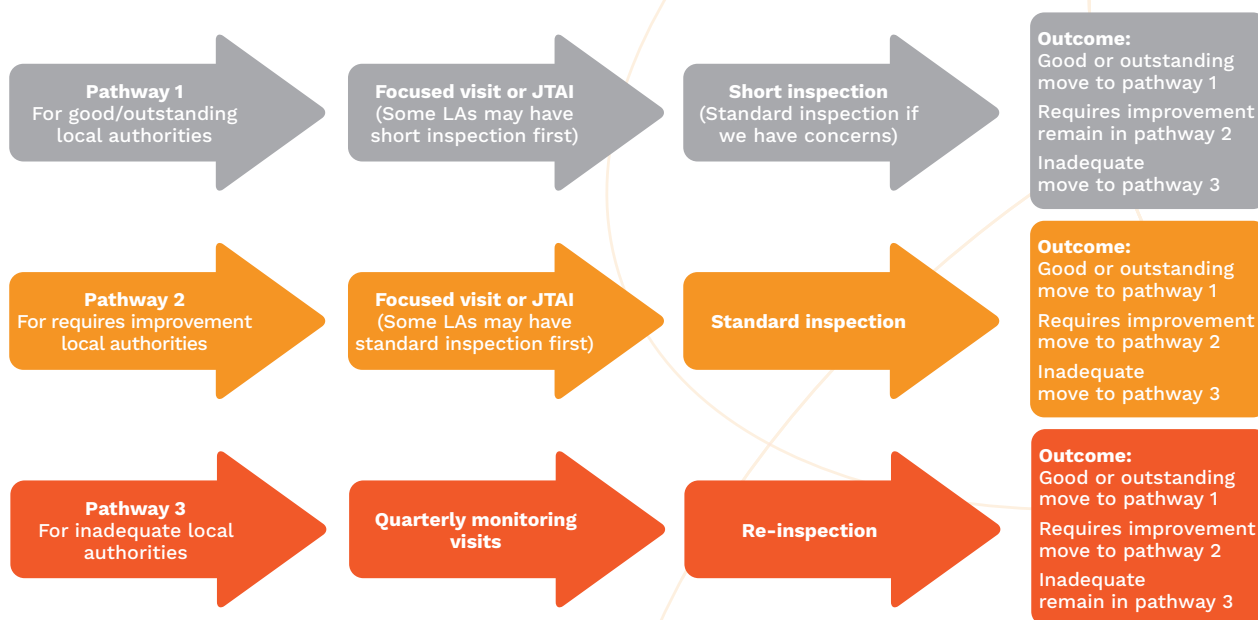 Pathway 1
For good/outstanding
local authorities
Focused visit or JTAI
(Some LAs may have
short inspection first)
Short inspection
(Standard inspection if
we have concerns)
Outcome:
Good or outstanding
move to pathway 1
Requires improvement
remain in pathway 2
Inadequate
move to pathway 3
Pathway 2
For requires improvement
local authorities
Focused visit or JTAI
(Some LAs may have
standard inspection first)
Standard inspection
Outcome:
Good or outstanding
move to pathway 1
Requires improvement
move to pathway 2
Inadequate
move to pathway 3
Pathway 3
For inadequate local
authorities
Quarterly monitoring
visits
Re-inspection
Outcome:
Good or outstanding
move to pathway 1
Requires improvement
move to pathway 2
Inadequate
remain in pathway 3